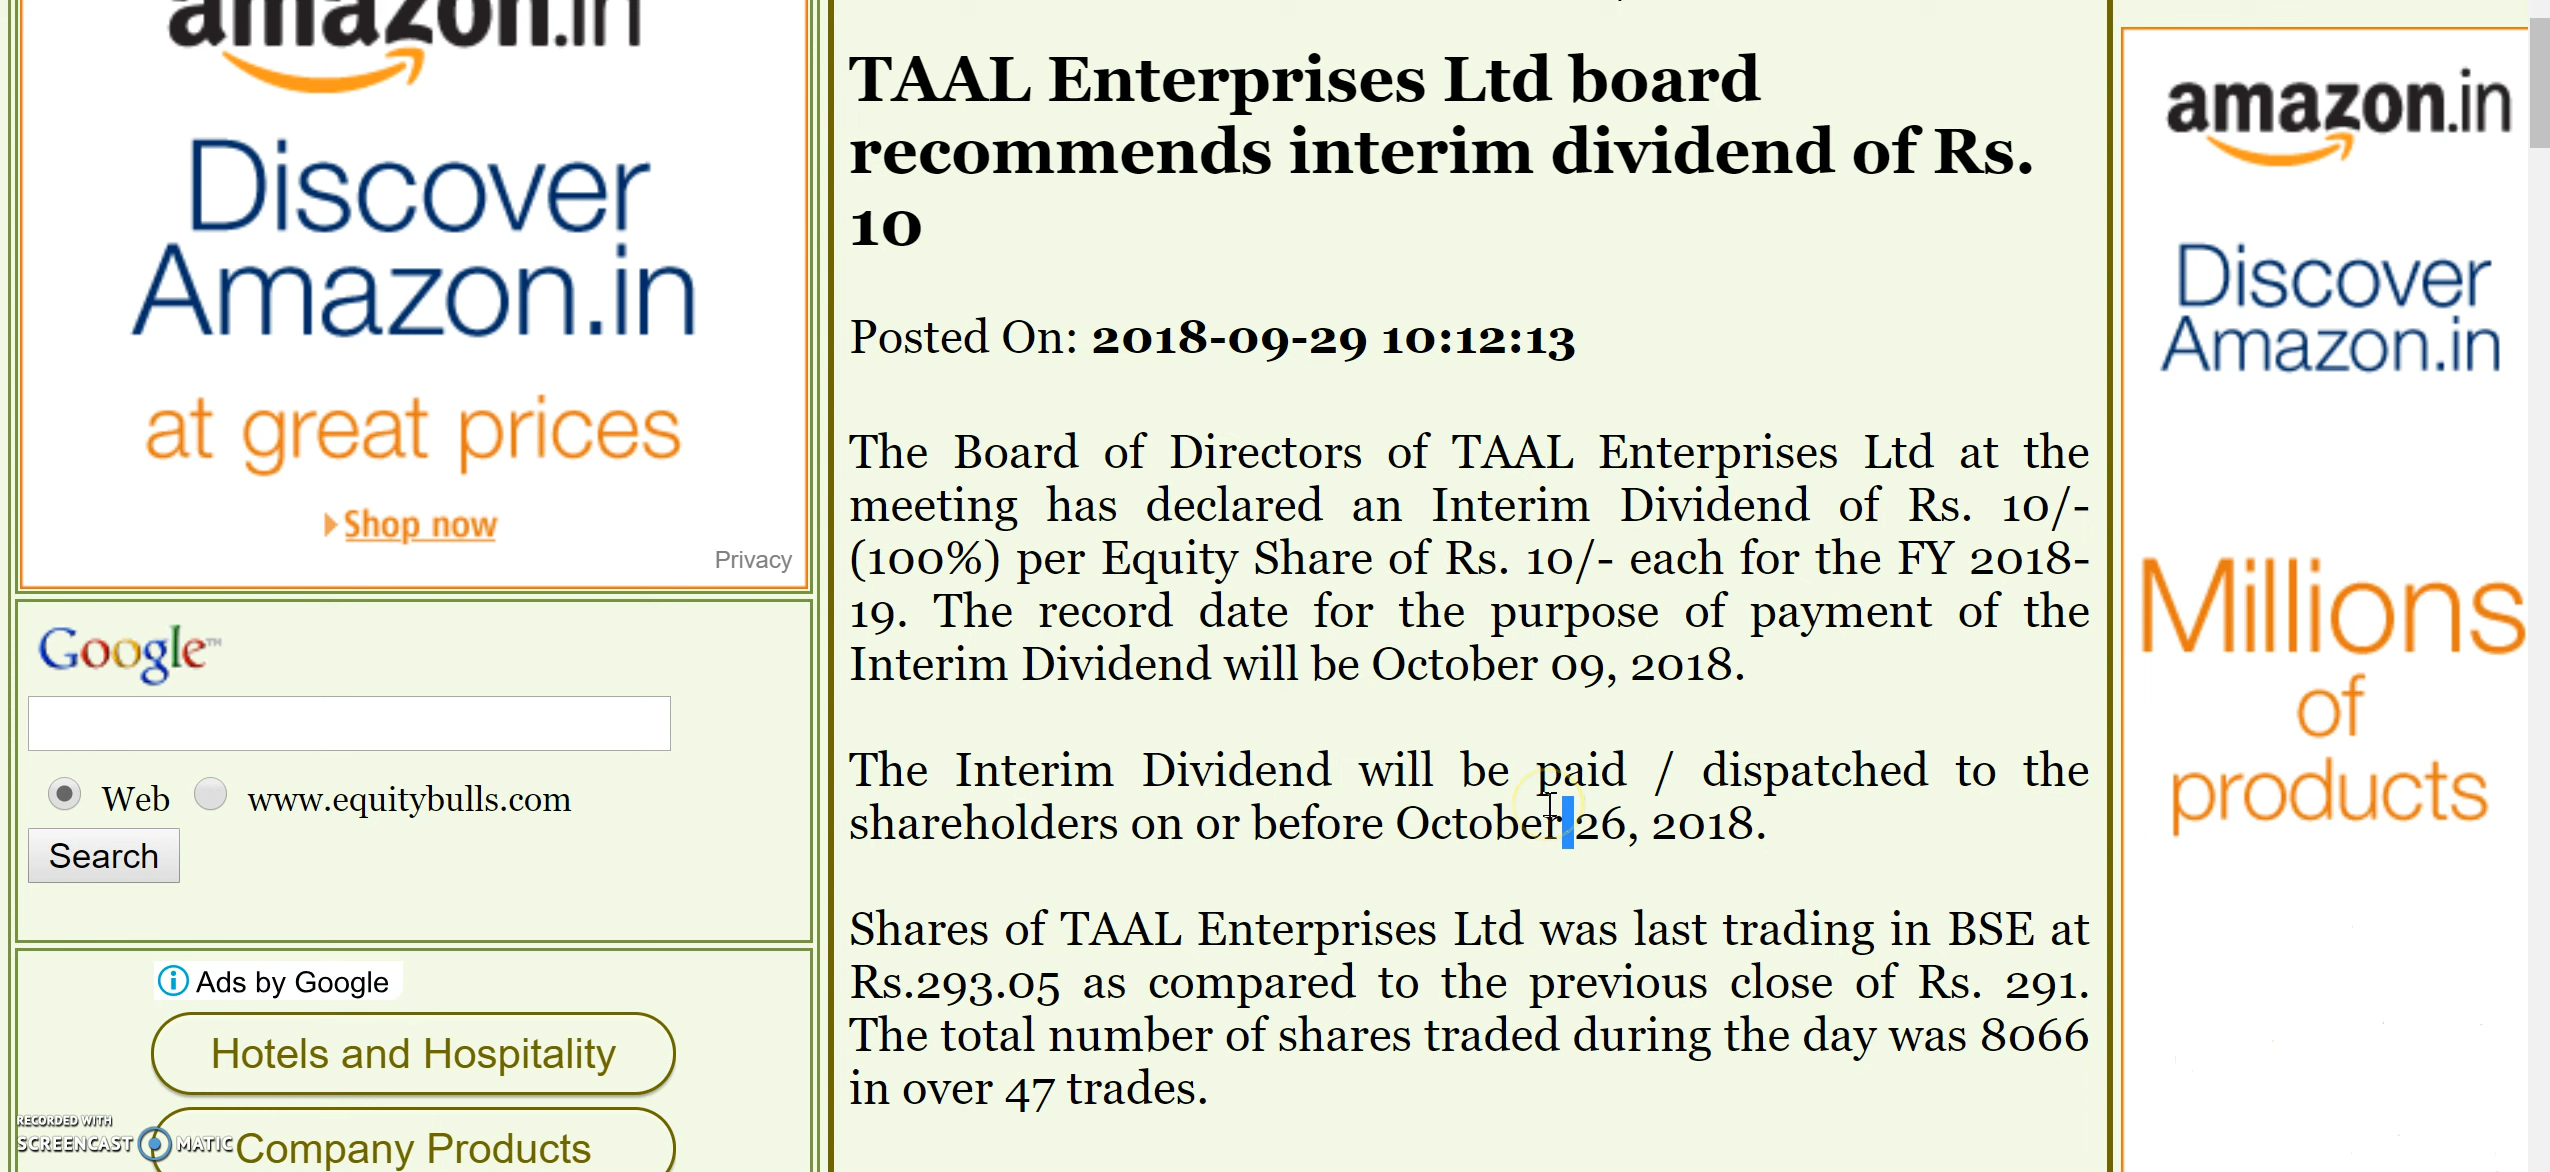 amazon.in
Discover
Amazon.in
at great prices
Shop now
Privacy
Google™
Web www.equitybulls.com
Search
Ads by Google
Hotels and Hospitality
Company Products
RECORDED WITH
SCREENCAST MATIC
TAAL Enterprises Ltd board
recommends interim dividend of Rs.
10
Posted On: 2018-09-29 10:12:13
The Board of Directors of TAAL Enterprises Ltd at the
meeting has declared an Interim Dividend of Rs. 10/-
(100%) per Equity Share of Rs. 10/- each for the FY 2018-
19. The record date for the purpose of payment of the
Interim Dividend will be October 09, 2018.
The Interim Dividend will be paid / dispatched to the
shareholders on or before October 26, 2018.
Shares of TAAL Enterprises Ltd was last trading in BSE at
Rs.293.05 as compared to the previous close of Rs. 291.
The total number of shares traded during the day was 8066
in over 47 trades.
amazon.in
Discover
Amazon.in
Millions
of
products